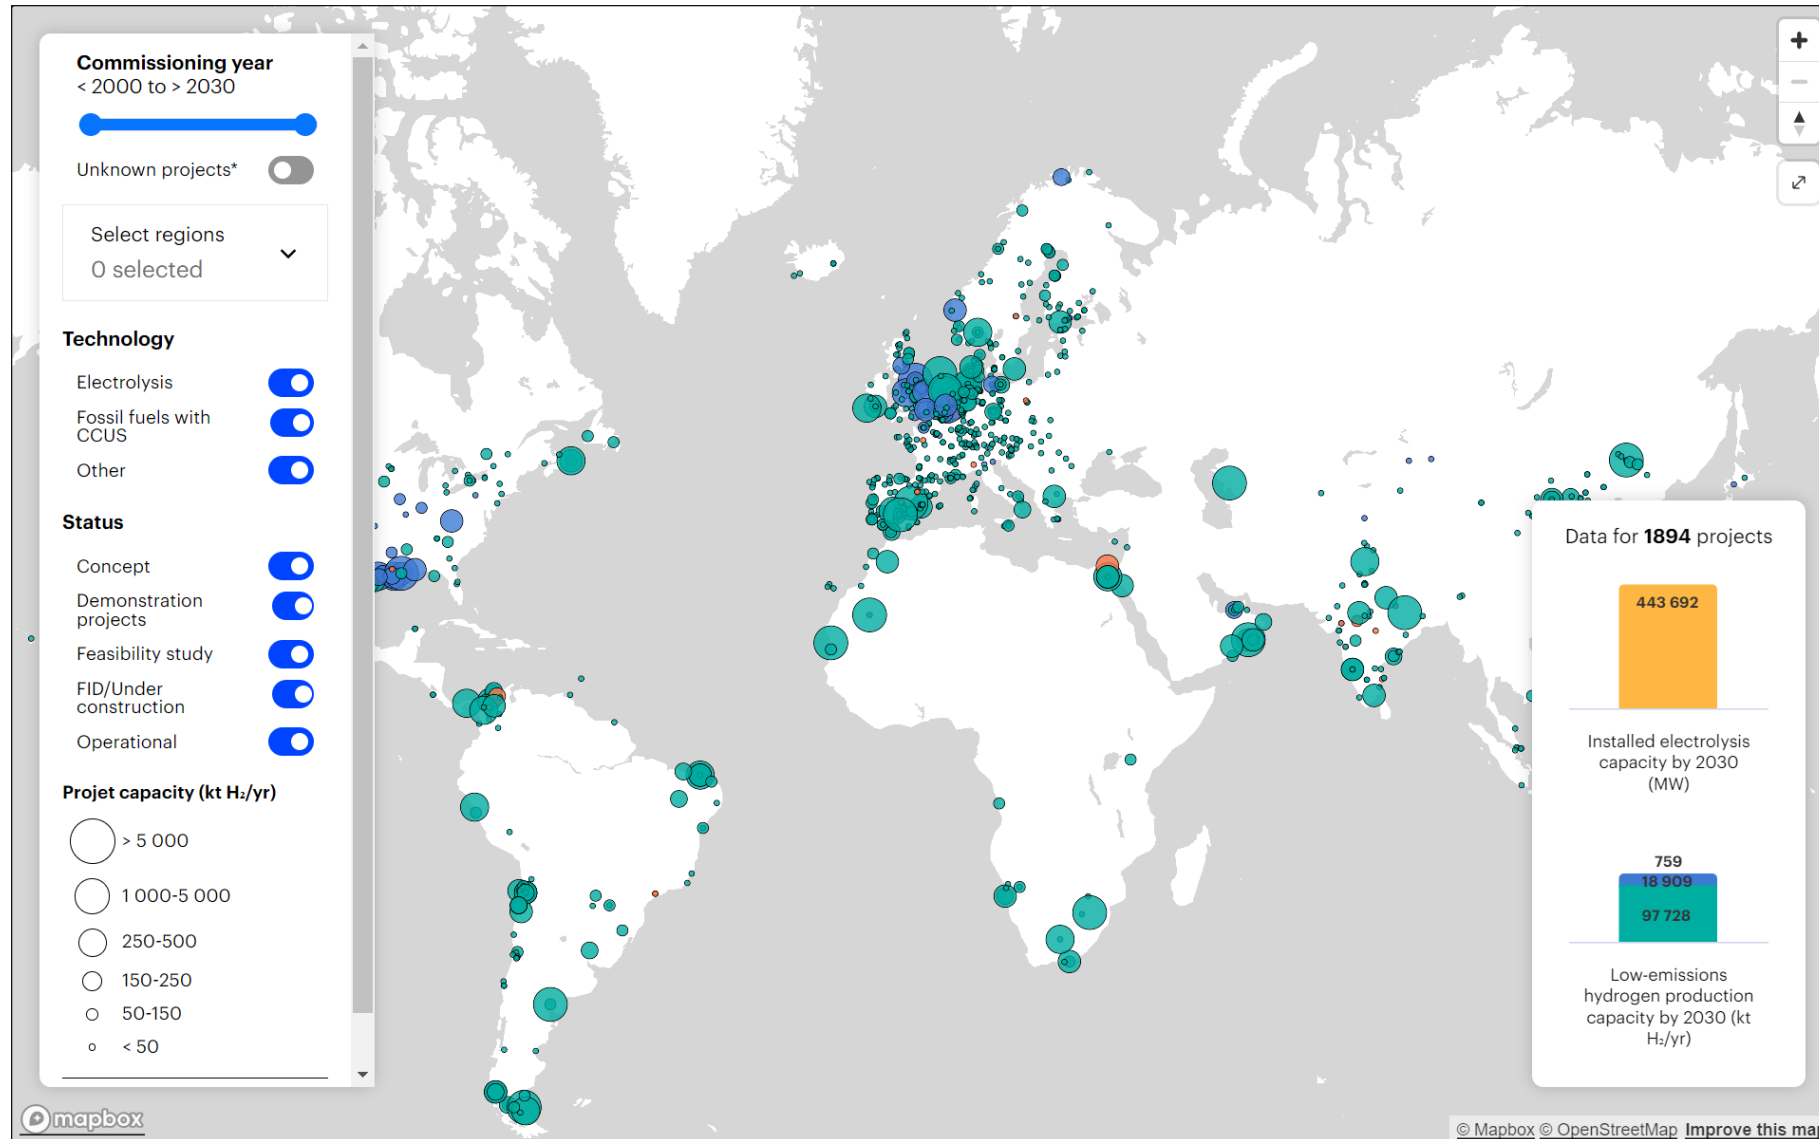 Commissioning year
< 2000 to > 2030
Unknown projects*
Select regions
0 selected
Technology
Electrolysis
Fossil fuels with
CCUS
Other
Status
Concept
Demonstration
projects
Feasibility study
FID/Under
construction
Operational
Projet capacity (kt H₂/yr)
> 5 000
1 000-5 000
250-500
150-250
50-150
< 50
mapbox
Data for 1894 projects
443 692
Installed electrolysis
capacity by 2030
(MW)
759
18 909
97 728
Low-emissions
hydrogen production
capacity by 2030 (kt
H₂/yr)
© Mapbox © OpenStreetMap Improve this map